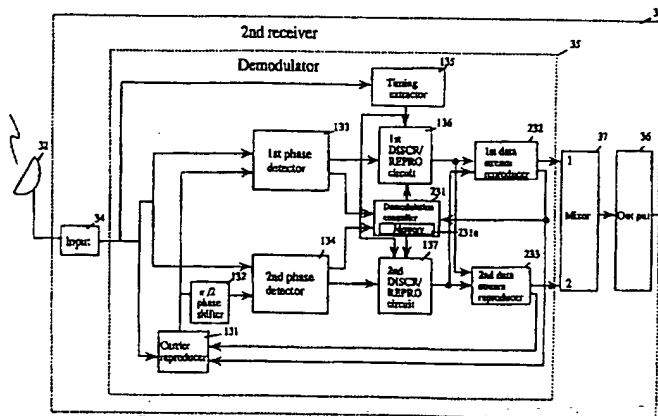 3
2nd receiver
35
Demodulator
135
Timing
extractor
32
133
136
232
37
36
1st phase
detector
1st
DISCR/
REPRO
circuit
1st data
stream
reproducer
1
34
Input
231
Demodulation
Memory
231a
Mixer
Out put
134
137
233
132
2nd phase
detector
2nd
DISCR/
REPRO
circuit
2nd data
stream
reproducer
2
π/2
phase
shifter
131
Carrier
reproducer